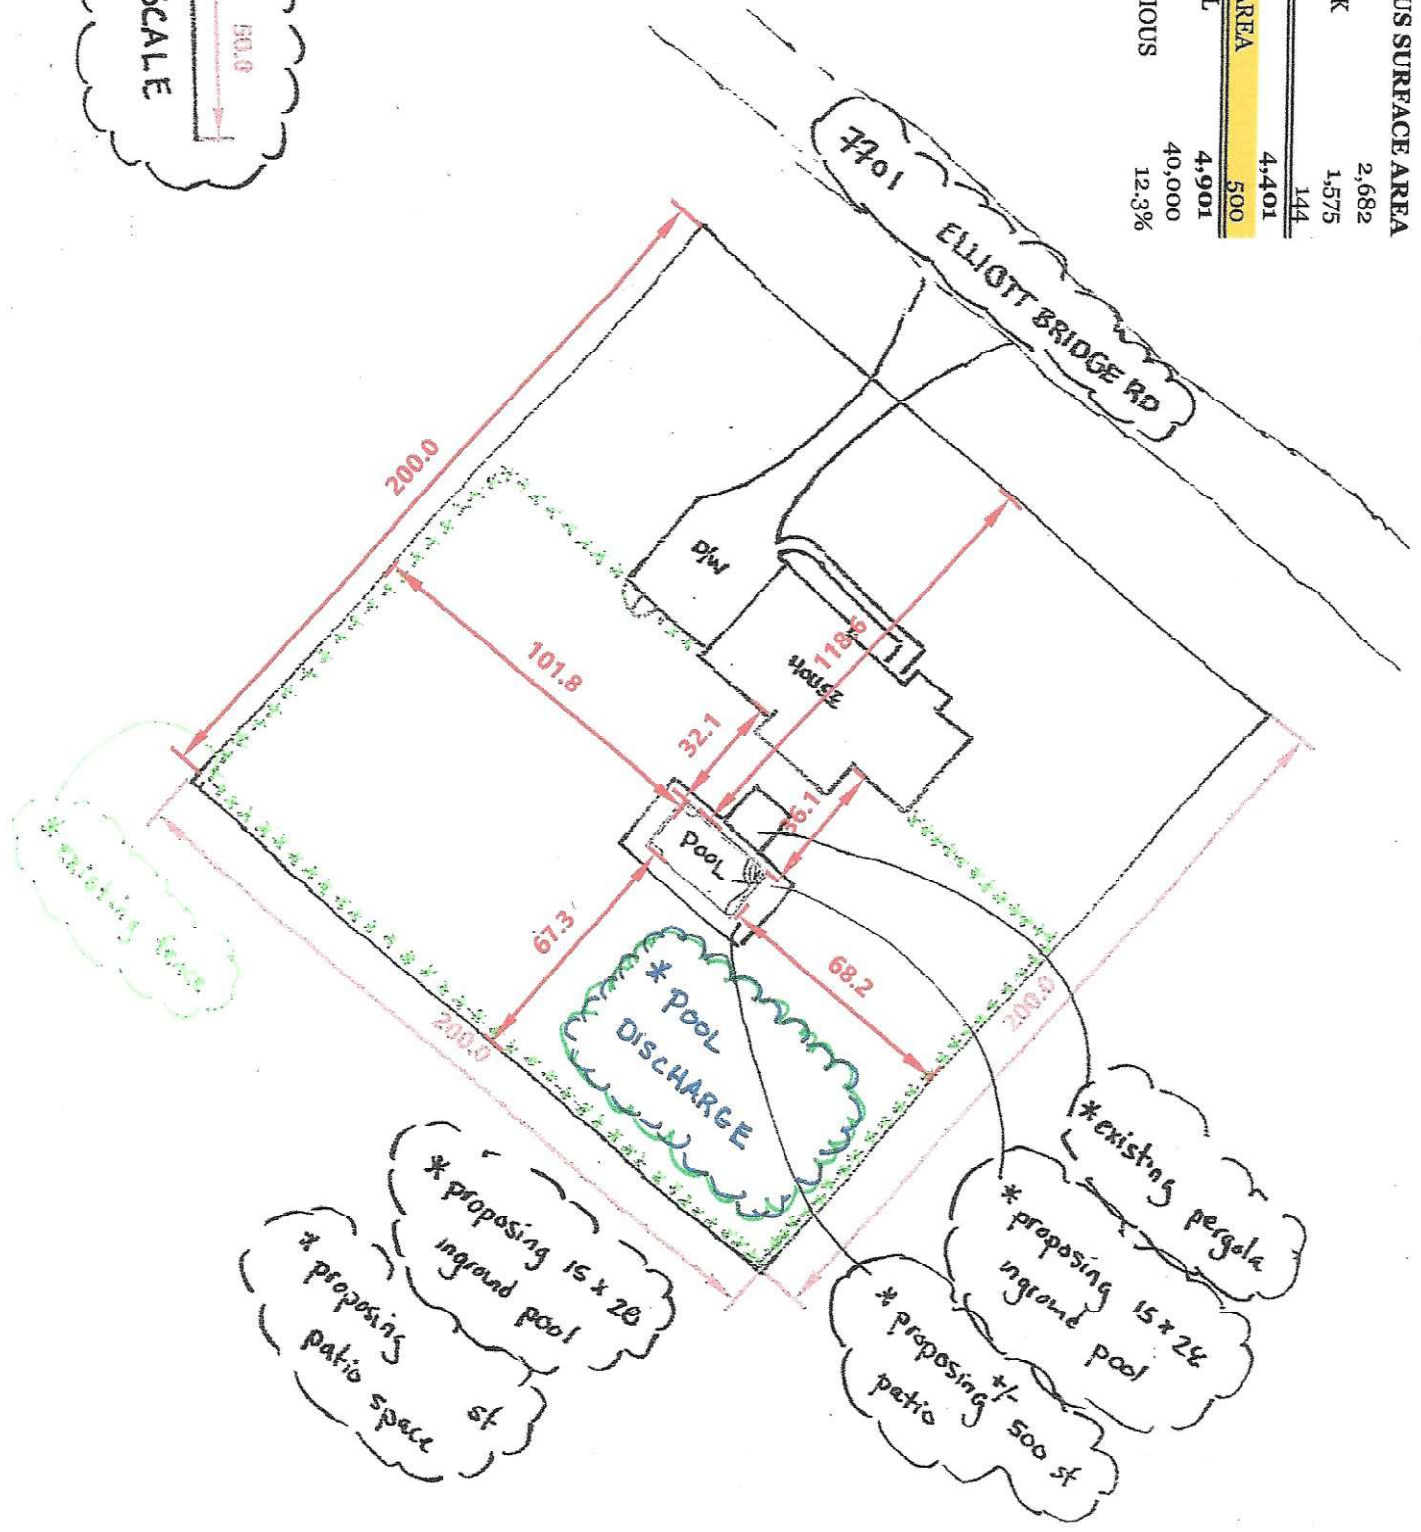 US SURFACE AREA
2,682
K 1,575
144
4,401
AREA 500
L 4,901
40,000
IOUS 12.3%
50.0
SCALE
7701 ELLIOTT BRIDGE RD
200.0
D/W
HOUSE
118.6
101.8
32.1
36.1
POOL
67.3
68.2
200.0
200.0
* existing fence
* POOL
DISCHARGE
* existing pergola
* proposing 15 x 28
inground pool
* proposing +/- 500 sf
patio
* proposing 15 x 28
inground pool
* proposing sf
patio space